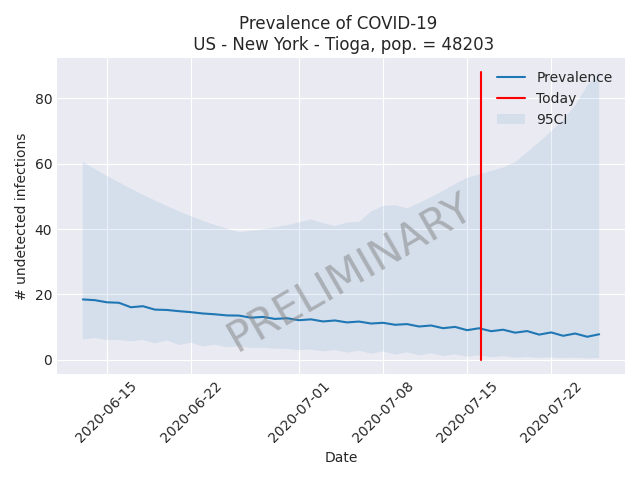 Prevalence of COVID-19
US - New York - Tioga, pop. = 48203
Prevalence
Today
95CI
# undetected infections
80
60
40
20
0
PRELIMINARY
2020-06-15
2020-06-22
2020-07-01
2020-07-08
2020-07-15
2020-07-22
Date